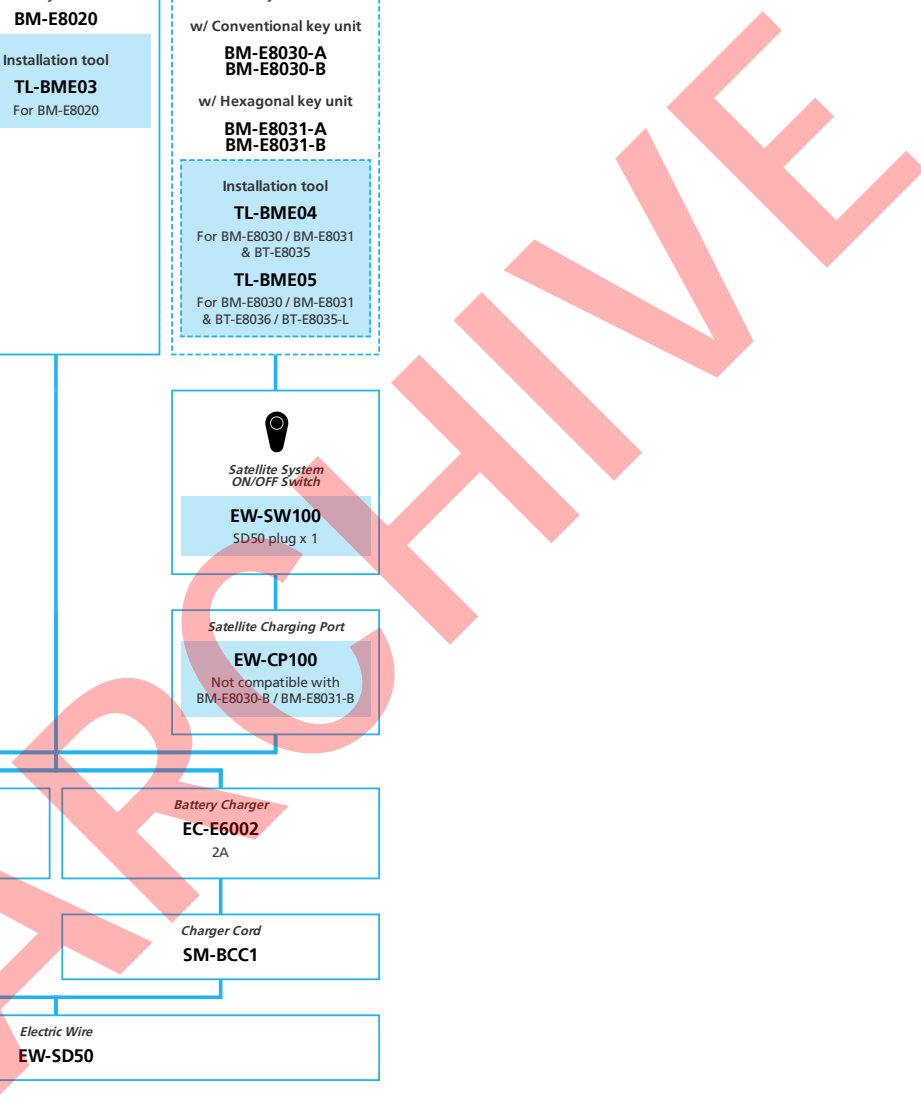 BM-E8020
Installation tool
TL-BME03
For BM-E8020
w/ Conventional key unit
BM-E8030-A
BM-E8030-B
w/ Hexagonal key unit
BM-E8031-A
BM-E8031-B
Installation tool
TL-BME04
For BM-E8030 / BM-E8031
& BT-E8035
TL-BME05
For BM-E8030 / BM-E8031
& BT-E8036 / BT-E8035-L
Satellite System
ON/OFF Switch
EW-SW100
SD50 plug x 1
Satellite Charging Port
EW-CP100
Not compatible with
BM-E8030-B / BM-E8031-B
Battery Charger
EC-E6002
2A
Charger Cord
SM-BCC1
Electric Wire
EW-SD50
ARCHIVE